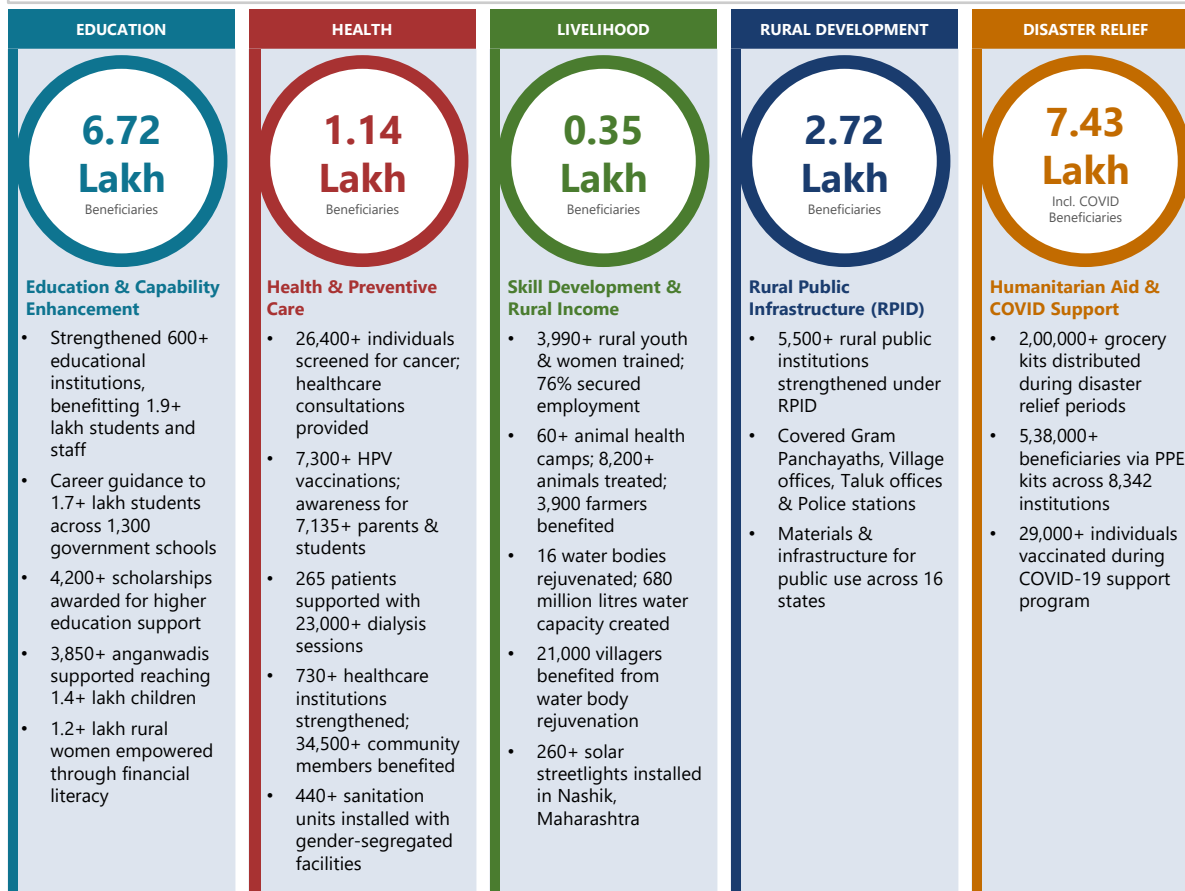 EDUCATION
6.72
Lakh
Beneficiaries
Education & Capability
Enhancement
• Strengthened 600+
educational
institutions,
benefitting 1.9+
lakh students and
staff
• Career guidance to
1.7+ lakh students
across 1,300
government schools
• 4,200+ scholarships
awarded for higher
education support
• 3,850+ anganwadis
supported reaching
1.4+ lakh children
• 1.2+ lakh rural
women empowered
through financial
literacy
HEALTH
1.14
Lakh
Beneficiaries
Health & Preventive
Care
• 26,400+ individuals
screened for cancer;
healthcare
consultations
provided
• 7,300+ HPV
vaccinations;
awareness for
7,135+ parents &
students
• 265 patients
supported with
23,000+ dialysis
sessions
• 730+ healthcare
institutions
strengthened;
34,500+ community
members benefited
• 440+ sanitation
units installed with
gender-segregated
facilities
LIVELIHOOD
0.35
Lakh
Beneficiaries
Skill Development &
Rural Income
• 3,990+ rural youth
& women trained;
76% secured
employment
• 60+ animal health
camps; 8,200+
animals treated;
3,900 farmers
benefited
• 16 water bodies
rejuvenated; 680
million litres water
capacity created
• 21,000 villagers
benefited from
water body
rejuvenation
• 260+ solar
streetlights installed
in Nashik,
Maharashtra
RURAL DEVELOPMENT
2.72
Lakh
Beneficiaries
Rural Public
Infrastructure (RPID)
• 5,500+ rural public
institutions
strengthened under
RPID
• Covered Gram
Panchayaths, Village
offices, Taluk offices
& Police stations
• Materials &
infrastructure for
public use across 16
states
DISASTER RELIEF
7.43
Lakh
Incl. COVID
Beneficiaries
Humanitarian Aid &
COVID Support
• 2,00,000+ grocery
kits distributed
during disaster
relief periods
• 5,38,000+
beneficiaries via PPE
kits across 8,342
institutions
• 29,000+ individuals
vaccinated during
COVID-19 support
program